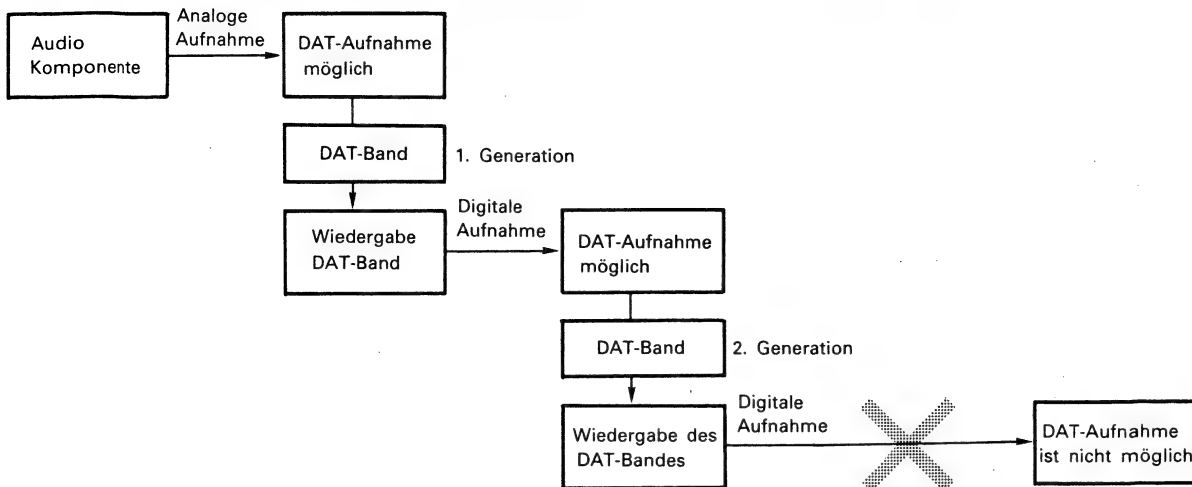 Audio
Komponente
Analoge
Aufnahme
DAT-Aufnahme
möglich
DAT-Band
1. Generation
Wiedergabe
DAT-Band
Digitale
Aufnahme
DAT-Aufnahme
möglich
DAT-Band
2. Generation
Wiedergabe des
DAT-Bandes
Digitale
Aufnahme
DAT-Aufnahme
ist nicht möglich